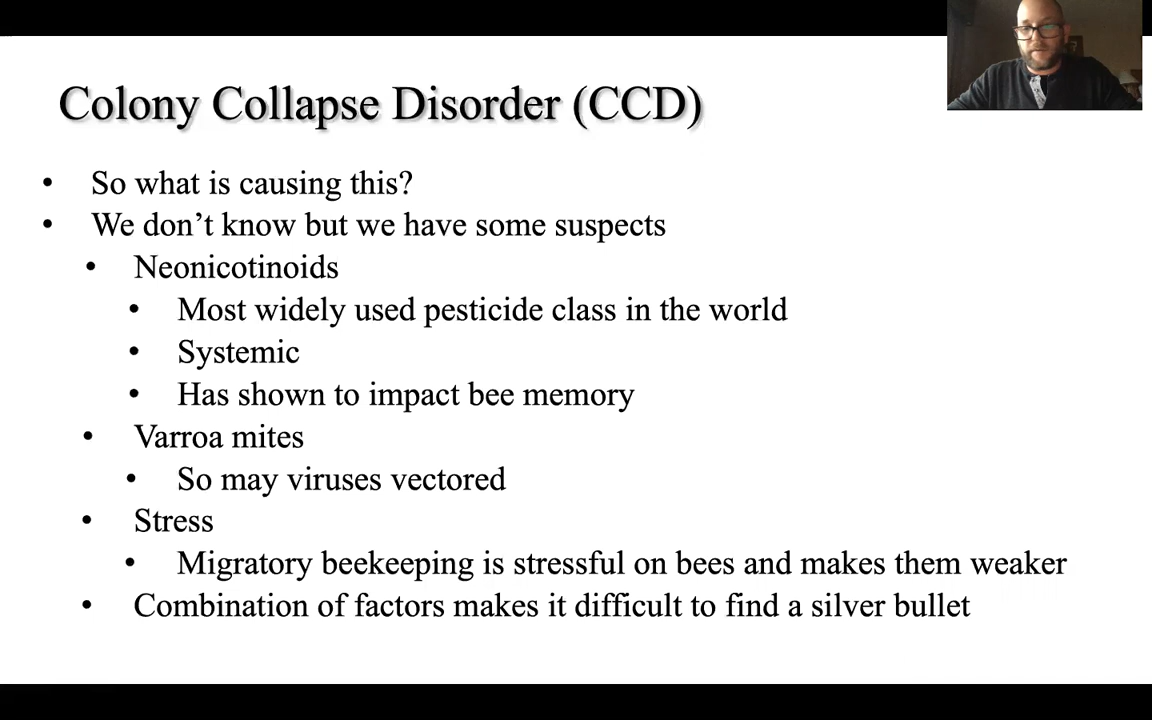 Colony Collapse Disorder (CCD)
• So what is causing this?
• We don't know but we have some suspects
• Neonicotinoids
• Most widely used pesticide class in the world
• Systemic
• Has shown to impact bee memory
• Varroa mites
• So may viruses vectored
• Stress
• Migratory beekeeping is stressful on bees and makes them weaker
• Combination of factors makes it difficult to find a silver bullet